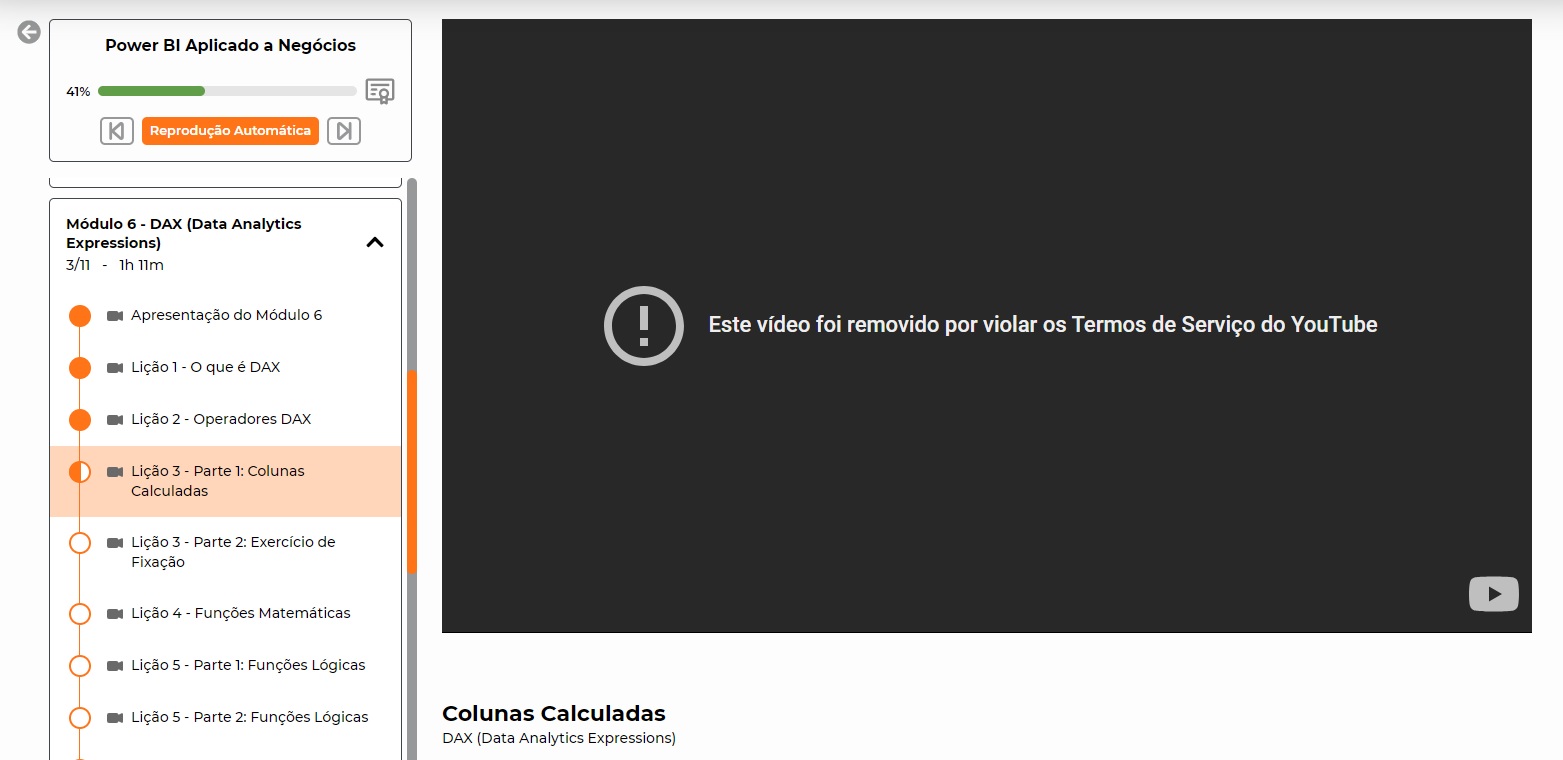 Power BI Aplicado a Negócios
41%
Reprodução Automática
Módulo 6 - DAX (Data Analytics
Expressions)
3/11 - 1h 11m
Apresentação do Módulo 6
Lição 1 - O que é DAX
Lição 2 - Operadores DAX
Lição 3 - Parte 1: Colunas
Calculadas
Lição 3 - Parte 2: Exercício de
Fixação
Lição 4 - Funções Matemáticas
Lição 5 - Parte 1: Funções Lógicas
Lição 5 - Parte 2: Funções Lógicas
Este vídeo foi removido por violar os Termos de Serviço do YouTube
Colunas Calculadas
DAX (Data Analytics Expressions)